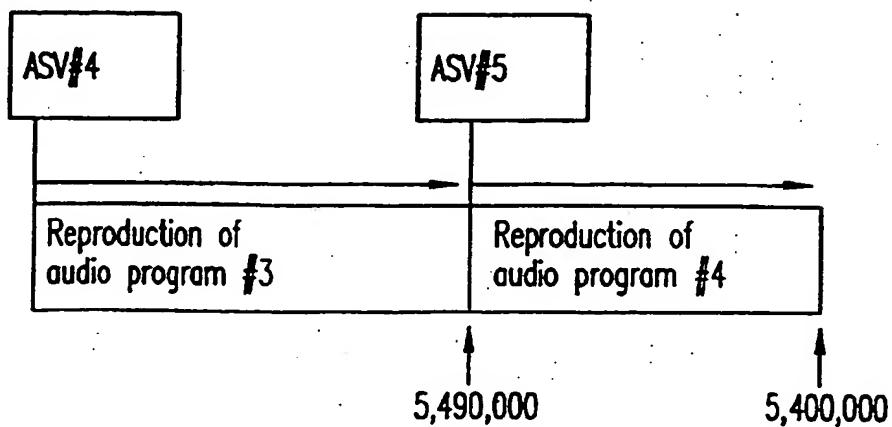 ASV#4
ASV#5
Reproduction of
audio program #3
Reproduction of
audio program #4
5,490,000
5,400,000